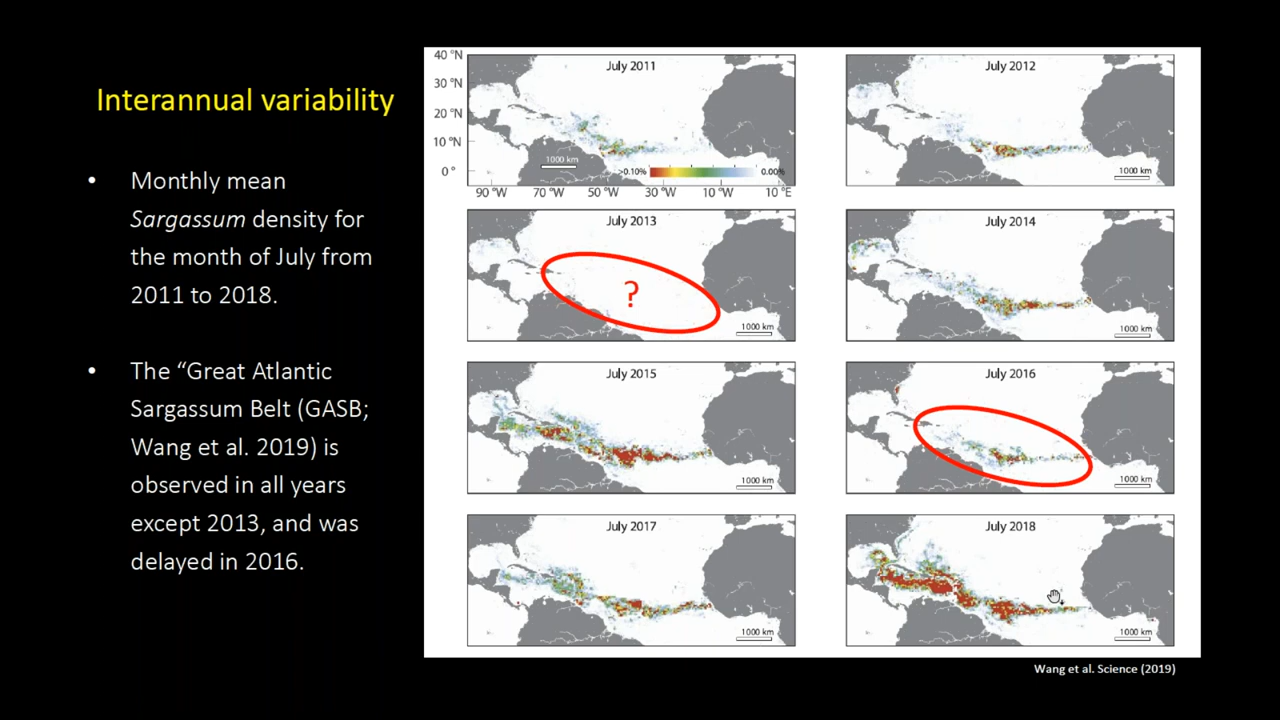 Interannual variability
• Monthly mean
Sargassum density for
the month of July from
2011 to 2018.
• The “Great Atlantic
Sargassum Belt (GASB;
Wang et al. 2019) is
observed in all years
except 2013, and was
delayed in 2016.
40 °N
30 °N
20 °N
10 °N
0 °
July 2011
1000 km
>0.10%
0.00%
90 °W 70 °W 50 °W 30 °W 10 °W 10 °E
July 2012
1000 km
July 2013
?
1000 km
July 2014
1000 km
July 2015
1000 km
July 2016
1000 km
July 2017
1000 km
July 2018
1000 km
Wang et al. Science (2019)